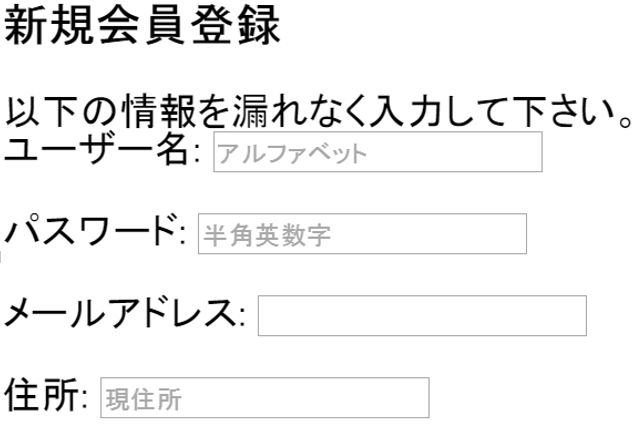 新規会員登録
以下の情報を漏れなく入力して下さい。
ユーザー名: アルファベット
パスワード: 半角英数字
メールアドレス:
住所: 現住所